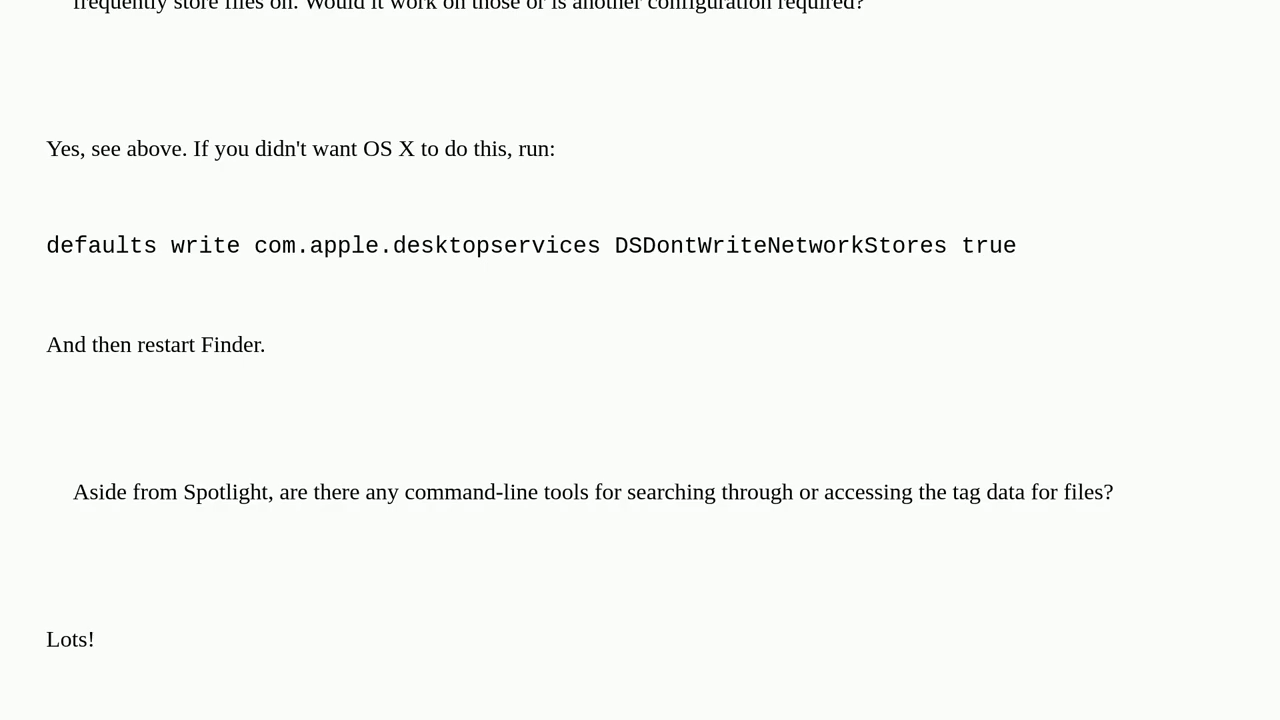 frequently store files on. Would it work on those or is another configuration required?
Yes, see above. If you didn't want OS X to do this, run:
defaults write com.apple.desktopservices DSDontWriteNetworkStores true
And then restart Finder.
Aside from Spotlight, are there any command-line tools for searching through or accessing the tag data for files?
Lots!